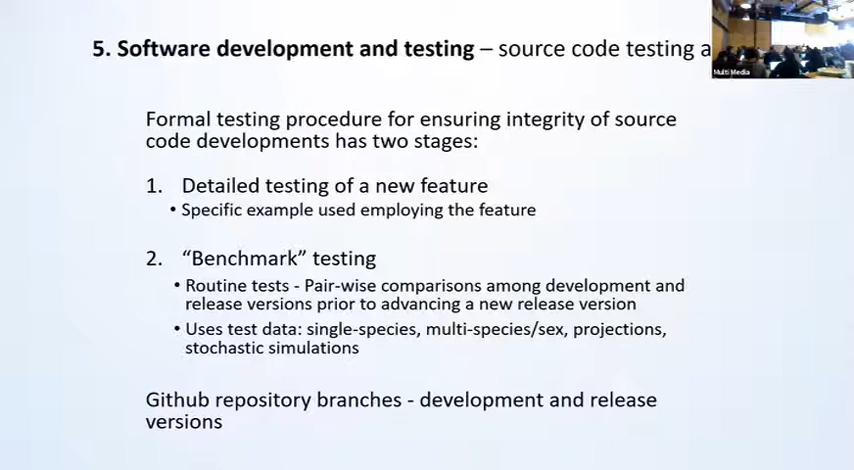 5. Software development and testing – source code testing a
Multi Media
Formal testing procedure for ensuring integrity of source
code developments has two stages:
1. Detailed testing of a new feature
• Specific example used employing the feature
2. “Benchmark” testing
• Routine tests - Pair-wise comparisons among development and
release versions prior to advancing a new release version
• Uses test data: single-species, multi-species/sex, projections,
stochastic simulations
Github repository branches - development and release
versions